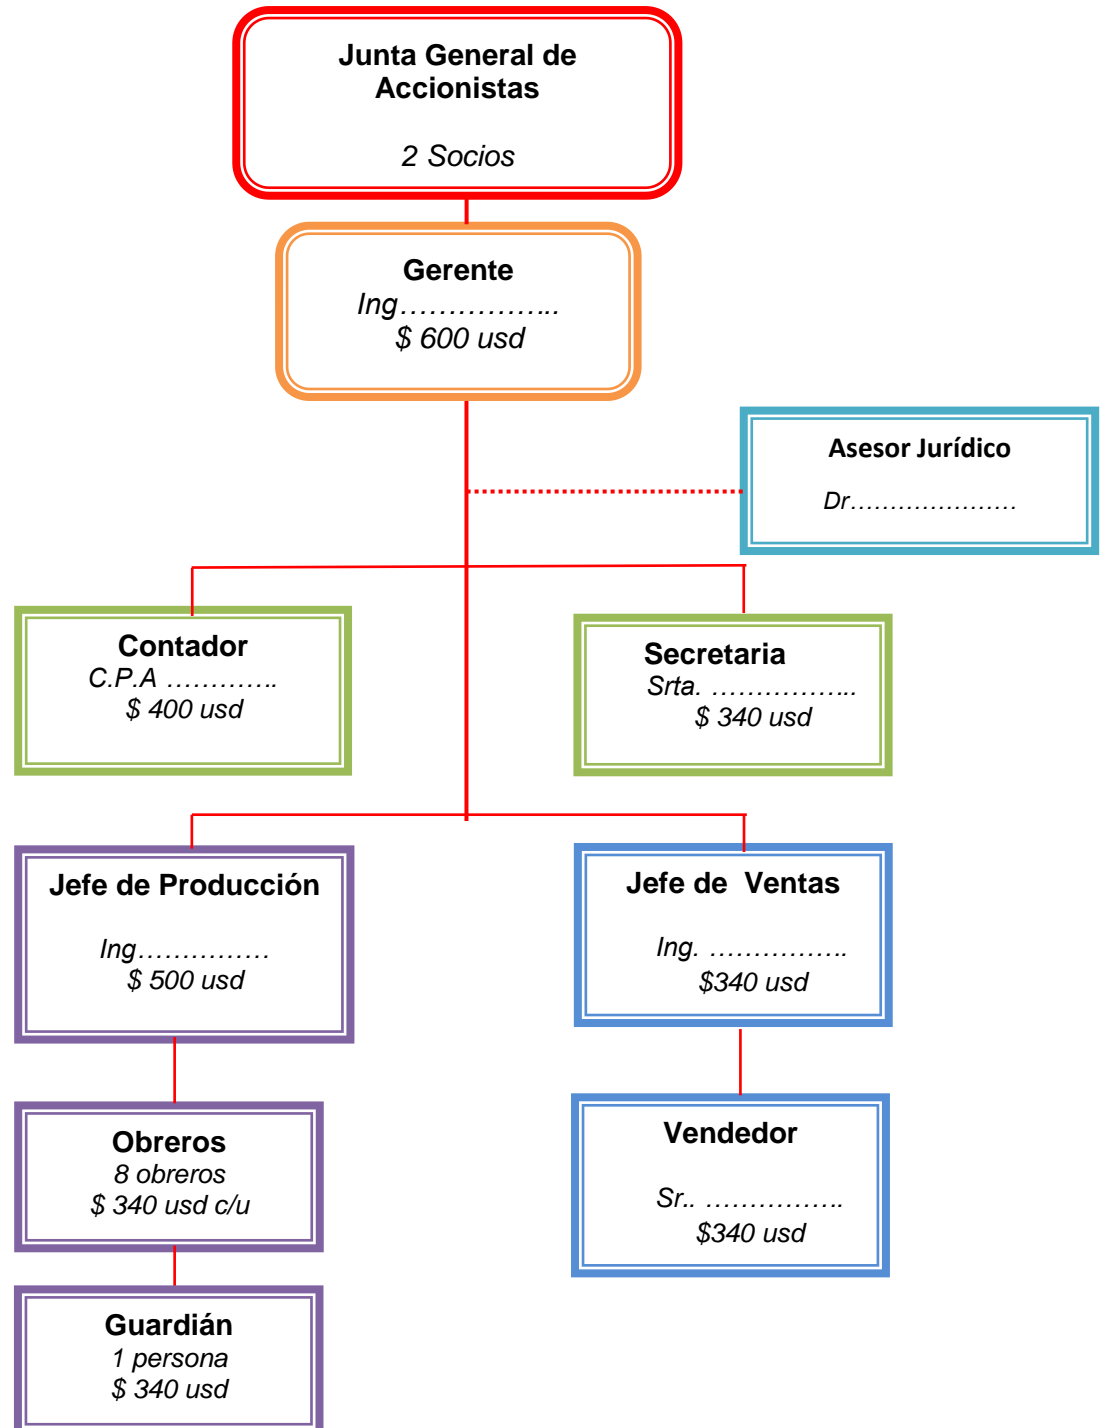 Junta General de
Accionistas
2 Socios
Gerente
Ing……………..
$ 600 usd
Asesor Jurídico
Dr…………………
Contador
C.P.A ………….
$ 400 usd
Secretaria
Srta. ……………..
$ 340 usd
Jefe de Producción
Ing……………
$ 500 usd
Jefe de  Ventas
Ing. …………….
$340 usd
Obreros
8 obreros
$ 340 usd c/u
Vendedor
Sr.. …………….
$340 usd
Guardián
1 persona
$ 340 usd